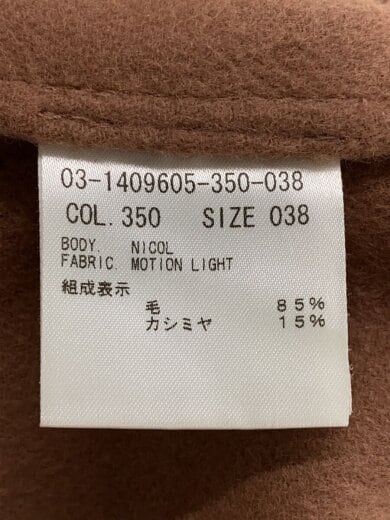 03-1409605-350-038
COL. 350 SIZE 038
BODY. NICOL
FABRIC. MOTION LIGHT
組成表示
毛 85%
カシミヤ 15%